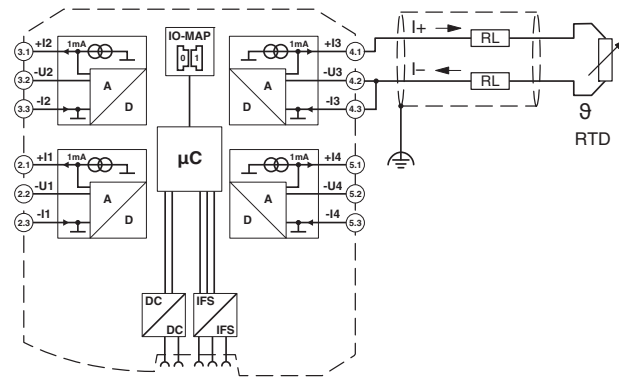 IO-MAP
0 1
3.1 +I2 1mA
3.2 -U2
3.3 -I2
A
D
1mA +I3 4.1
-U3 4.2
-I3 4.3
A
D
I+
RL
I–
RL
ϑ
RTD
µC
2.1 +I1 1mA
2.2 -U1
2.3 -I1
A
D
1mA +I4 5.1
-U4 5.2
-I4 5.3
A
D
DC
DC
IFS
IFS